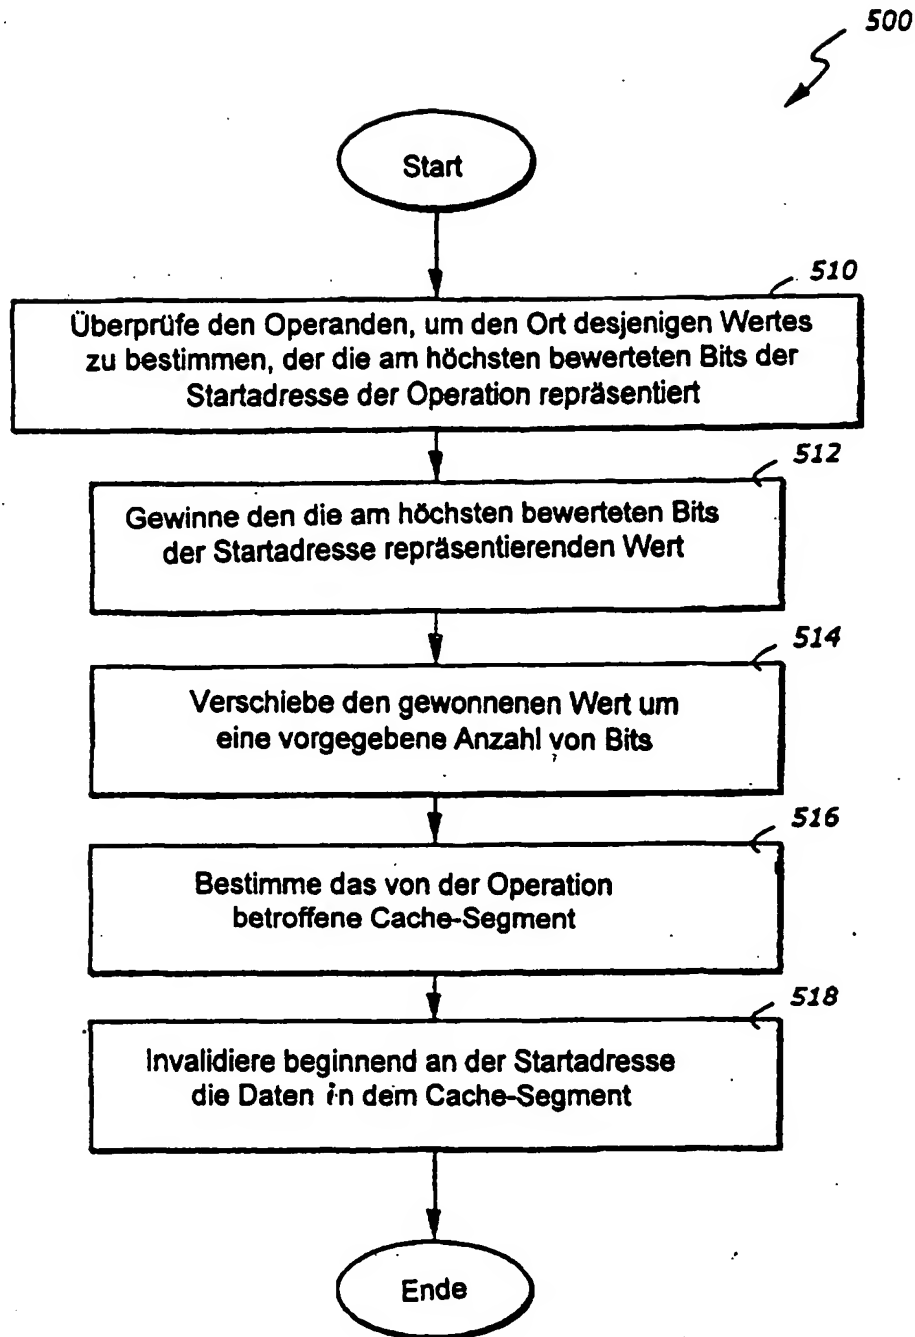 500
Start
510
Überprüfe den Operanden, um den Ort desjenigen Wertes
zu bestimmen, der die am höchsten bewerteten Bits der
Startadresse der Operation repräsentiert
512
Gewinne den die am höchsten bewerteten Bits
der Startadresse repräsentierenden Wert
514
Verschiebe den gewonnenen Wert um
eine vorgegebene Anzahl von Bits
516
Bestimme das von der Operation
betroffene Cache-Segment
518
Invalidiere beginnend an der Startadresse
die Daten in dem Cache-Segment
Ende